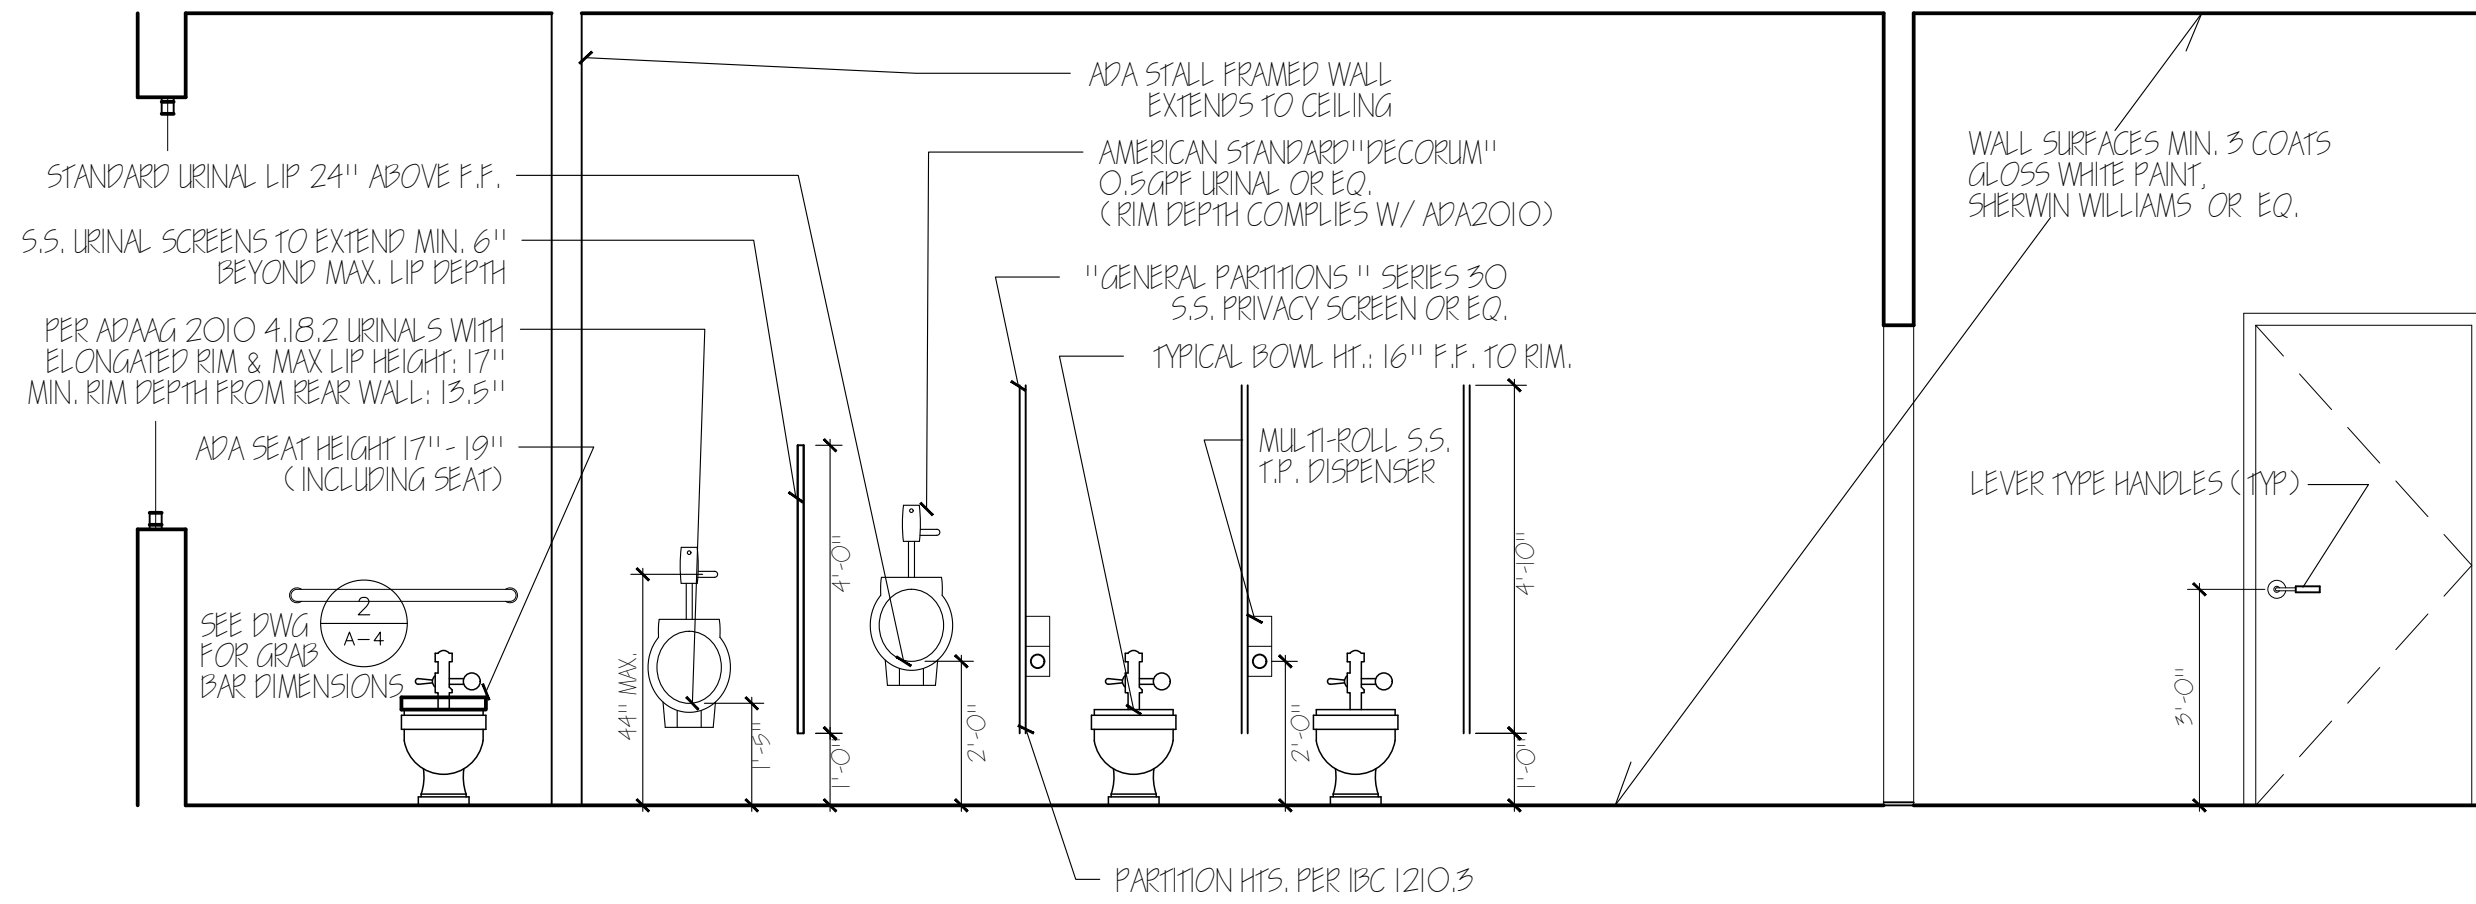 STANDARD URINAL LIP 24" ABOVE F.F.
S.S. URINAL SCREENS TO EXTEND MIN. 6"
BEYOND MAX. LIP DEPTH
PER ADAAG 2010 4.18.2 URINALS WITH
ELONGATED RIM & MAX LIP HEIGHT: 17"
MIN. RIM DEPTH FROM REAR WALL: 13.5"
ADA SEAT HEIGHT 17"-19"
(INCLUDING SEAT)
SEE DWG
FOR GRAB
BAR DIMENSIONS
2
A-4
ADA STALL FRAMED WALL
EXTENDS TO CEILING
AMERICAN STANDARD "DECORUM"
0.5GPF URINAL OR EQ.
(RIM DEPTH COMPLIES W/ ADA2010)
"GENERAL PARTITIONS " SERIES 30
S.S. PRIVACY SCREEN OR EQ.
TYPICAL BOWL HT.: 16" F.F. TO RIM.
MULTI-ROLL S.S.
T.P. DISPENSER
44" MAX.
1'-5"
4'-0"
1'-0"
2'-0"
2'-0"
4'-10"
1'-0"
PARTITION HTS. PER IBC 1210.3
WALL SURFACES MIN. 3 COATS
GLOSS WHITE PAINT,
SHERWIN WILLIAMS OR EQ.
LEVER TYPE HANDLES (TYP)
3'-0"